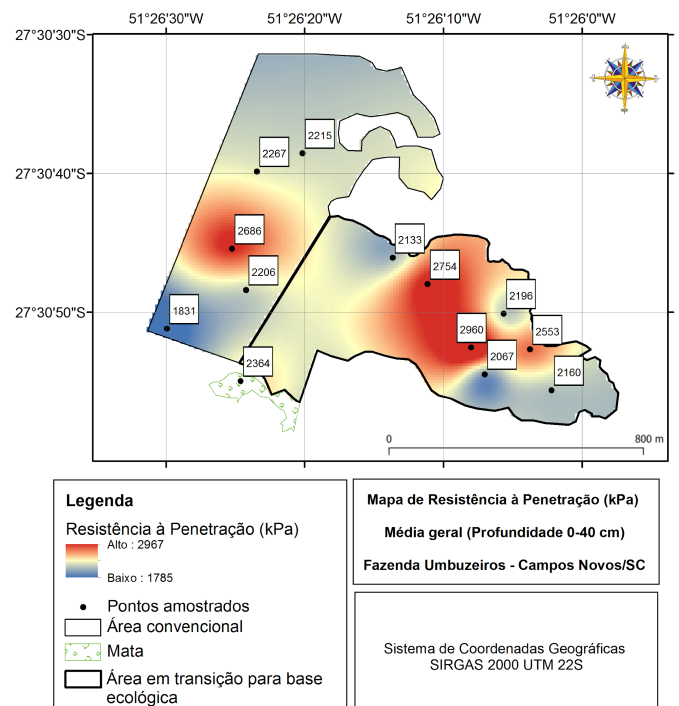 51°26'30"S 51°26'20"S 51°26'10"S 51°26'0"S
27°30'30"S
27°30'40"S
27°30'50"S
2215
2267
2686
2133
2206
2754
2196
1831
2960
2553
2364
2067
2160
0 800 m
Legenda
Resistência à Penetração (kPa)
Alto : 2967
Baixo : 1785
Pontos amostrados
Área convencional
Mata
Área em transição para base
ecológica
Mapa de Resistência à Penetração (kPa)
Média geral (Profundidade 0-40 cm)
Fazenda Umbuzeiros - Campos Novos/SC
Sistema de Coordenadas Geográficas
SIRGAS 2000 UTM 22S